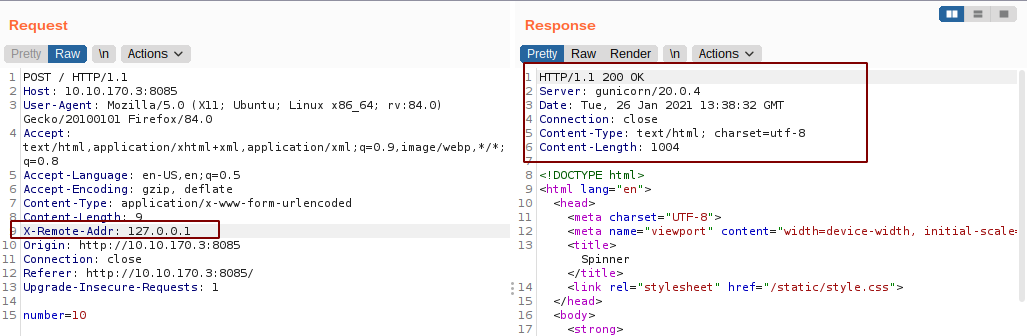 Request
Pretty Raw \n Actions
1 POST / HTTP/1.1
2 Host: 10.10.170.3:8085
3 User-Agent: Mozilla/5.0 (X11; Ubuntu; Linux x86_64; rv:84.0)
Gecko/20100101 Firefox/84.0
4 Accept:
text/html,application/xhtml+xml,application/xml;q=0.9,image/webp,*/*;
q=0.8
5 Accept-Language: en-US,en;q=0.5
6 Accept-Encoding: gzip, deflate
7 Content-Type: application/x-www-form-urlencoded
8 Content-Length: 9
9 X-Remote-Addr: 127.0.0.1
10 Origin: http://10.10.170.3:8085
11 Connection: close
12 Referer: http://10.10.170.3:8085/
13 Upgrade-Insecure-Requests: 1
14
15 number=10
Response
Pretty Raw Render \n Actions
1 HTTP/1.1 200 OK
2 Server: gunicorn/20.0.4
3 Date: Tue, 26 Jan 2021 13:38:32 GMT
4 Connection: close
5 Content-Type: text/html; charset=utf-8
6 Content-Length: 1004
7
8 <!DOCTYPE html>
9 <html lang="en">
10 <head>
11 <meta charset="UTF-8">
12 <meta name="viewport" content="width=device-width, initial-scale=
13 <title>
Spinner
</title>
14 <link rel="stylesheet" href="/static/style.css">
15 </head>
16 <body>
17 <strong>